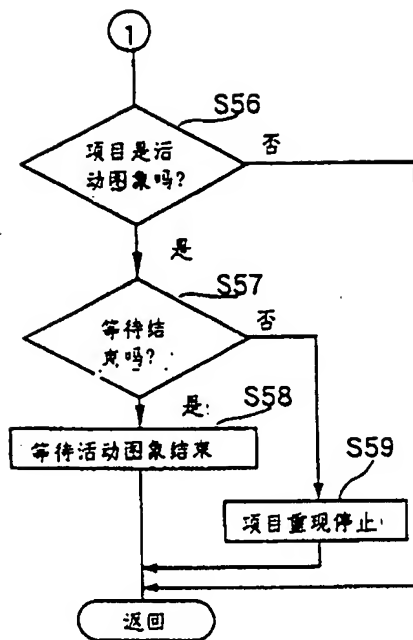 1
S56
项目是活
动图象吗?
否
是
S57
等待结
束吗?
否
是
S58
等待活动图象结束
S59
项目重现停止
返回